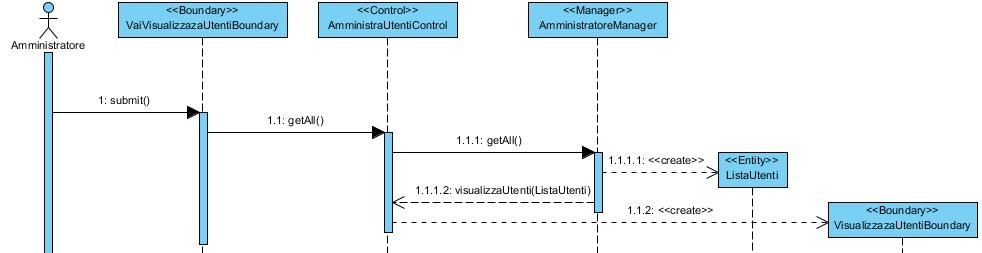 <<Boundary>>
VaiVisualizzazaUtentiBoundary
<<Control>>
AmministraUtentiControl
<<Manager>>
AmministratoreManager
Amministratore
1: submit()
1.1: getAll()
1.1.1: getAll()
1.1.1.1: <<create>>
<<Entity>>
ListaUtenti
1.1.1.2: visualizzaUtenti(ListaUtenti)
1.1.2: <<create>>
<<Boundary>>
VisualizzazaUtentiBoundary